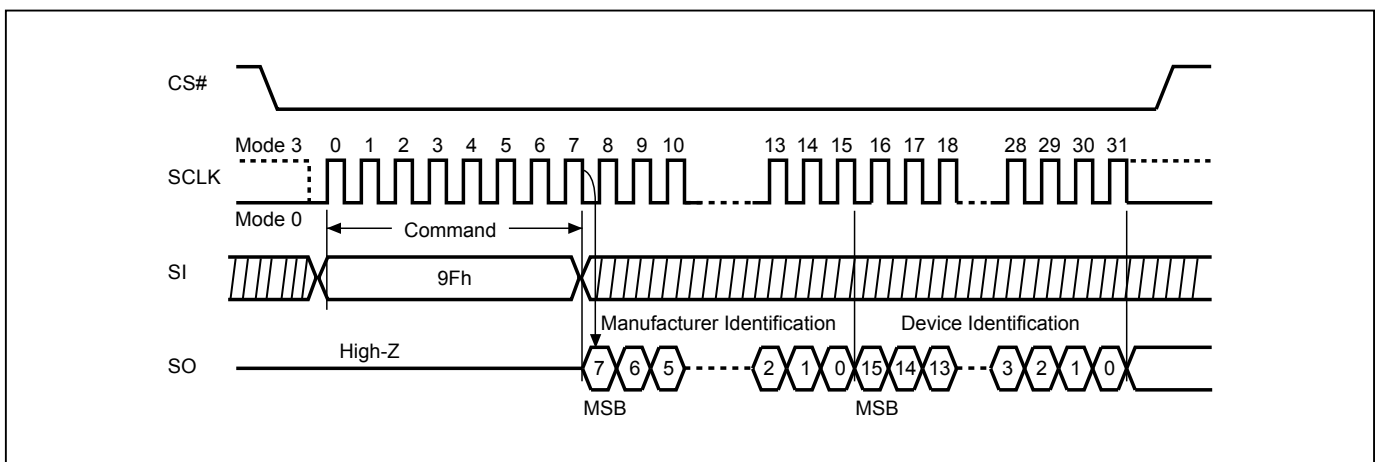 CS#
Mode 3 0 1 2 3 4 5 6 7 8 9 10 13 14 15 16 17 18 28 29 30 31
SCLK
Mode 0
Command
SI
9Fh
Manufacturer Identification Device Identification
High-Z
SO
7 6 5 2 1 0 15 14 13 3 2 1 0
MSB MSB